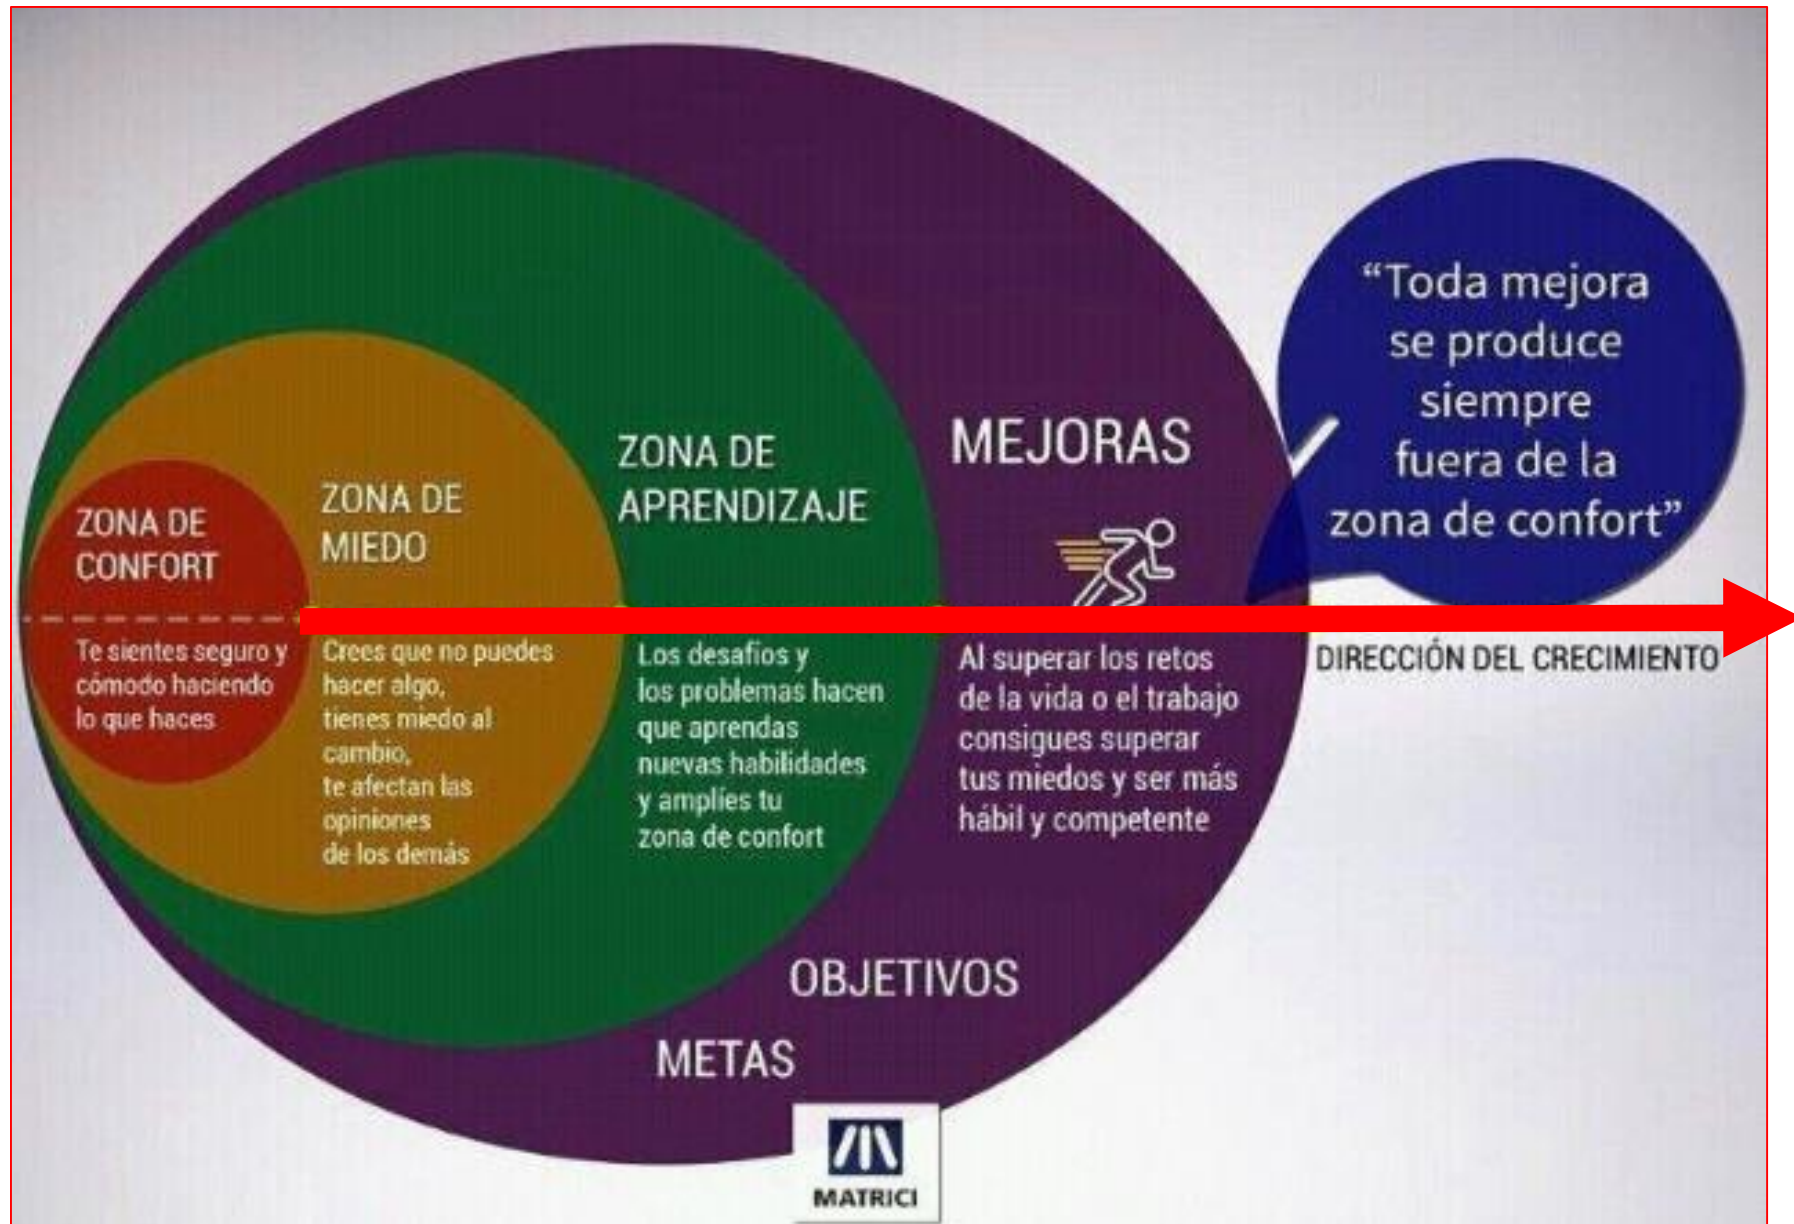 ZONA DE
CONFORT
Te sientes seguro y
cómodo haciendo
lo que haces
ZONA DE
MIEDO
Crees que no puedes
hacer algo,
tienes miedo al
cambio,
te afectan las
opiniones
de los demás
ZONA DE
APRENDIZAJE
Los desafíos y
los problemas hacen
que aprendas
nuevas habilidades
y amplíes tu
zona de confort
MEJORAS
Al superar los retos
de la vida o el trabajo
consigues superar
tus miedos y ser más
hábil y competente
OBJETIVOS
METAS
“Toda mejora
se produce
siempre
fuera de la
zona de confort”
DIRECCIÓN DEL CRECIMIENTO
MATRICI